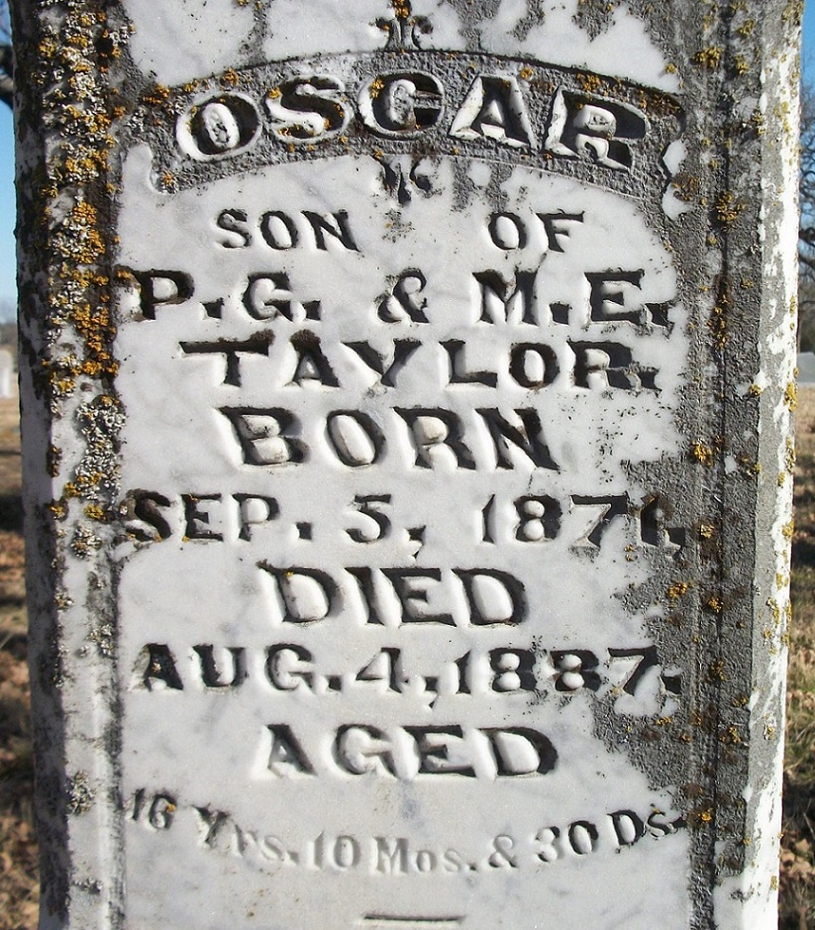 OSCAR
SON OF
P.G. & M.E.
TAYLOR.
BORN
SEP. 5, 1871,
DIED
AUG. 4, 1887.
AGED
16 Yrs. 10 Mos. & 30 Ds.